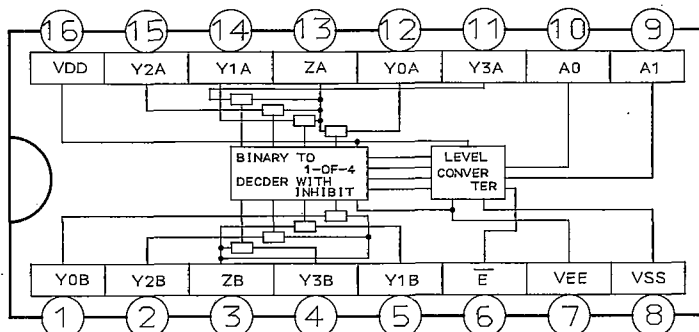 16 15 14 13 12 11 10 9
VDD Y2A Y1A ZA Y0A Y3A A0 A1
BINARY TO
1-OF-4
DECDER WITH
INHIBIT
LEVEL
CONVER
TER
Y0B Y2B ZB Y3B Y1B E̅ VEE VSS
1 2 3 4 5 6 7 8